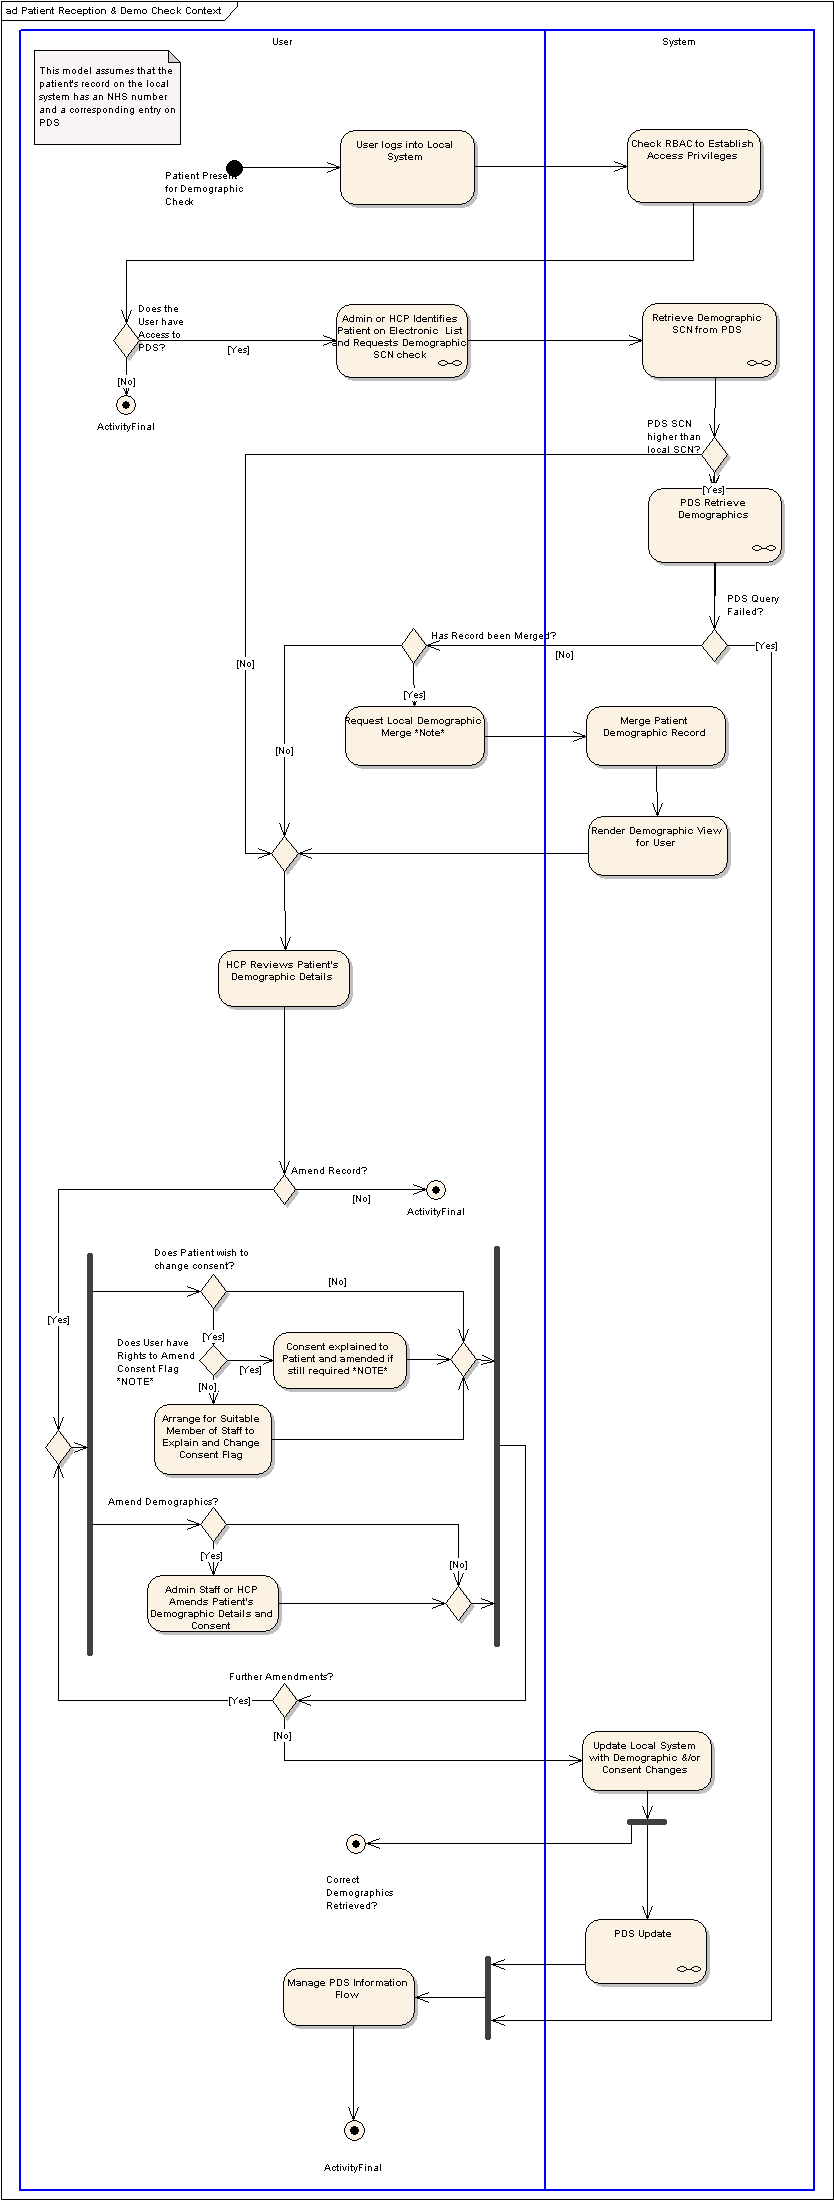 ad Patient Reception & Demo Check Context
User
System
This model assumes that the
patient's record on the local
system has an NHS number
and a corresponding entry on
PDS
Patient Present
for Demographic
Check
User logs into Local
System
Check RBAC to Establish
Access Privileges
Does the
User have
Access to
PDS?
[Yes]
[No]
ActivityFinal
Admin or HCP Identifies
Patient on Electronic List
and Requests Demographic
SCN check
Retrieve Demographic
SCN from PDS
PDS SCN
higher than
local SCN?
[Yes]
PDS Retrieve
Demographics
PDS Query
Failed?
[Yes]
[No]
Has Record been Merged?
[No]
[Yes]
Request Local Demographic
Merge *Note*
Merge Patient
Demographic Record
[No]
Render Demographic View
for User
HCP Reviews Patient's
Demographic Details
Amend Record?
[No]
ActivityFinal
Does Patient wish to
change consent?
[No]
[Yes]
[Yes]
Does User have
Rights to Amend
Consent Flag
*NOTE*
[Yes]
[No]
Consent explained to
Patient and amended if
still required *NOTE*
Arrange for Suitable
Member of Staff to
Explain and Change
Consent Flag
Amend Demographics?
[Yes]
[No]
Admin Staff or HCP
Amends Patient's
Demographic Details and
Consent
Further Amendments?
[Yes]
[No]
Update Local System
with Demographic &/or
Consent Changes
Correct
Demographics
Retrieved?
PDS Update
Manage PDS Information
Flow
ActivityFinal